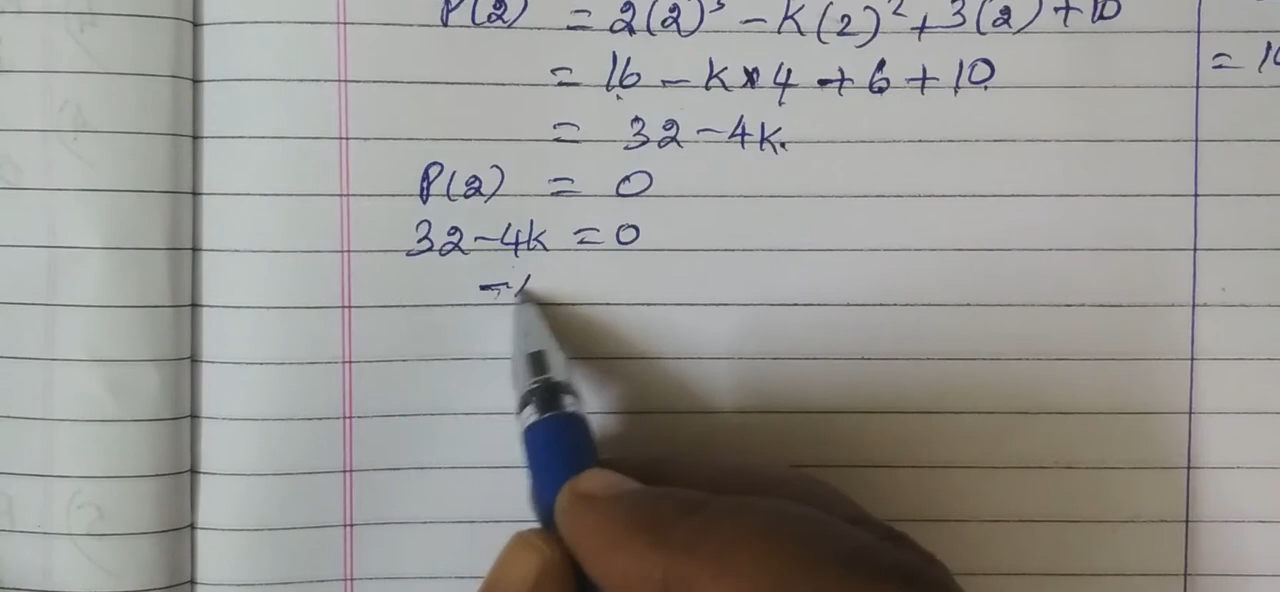 P(2) = 2(2)³ - K(2)² + 3(2) + 10
= 16 - K × 4 + 6 + 10
= 32 - 4K.
P(2) = 0
32 - 4K = 0
-
= 1